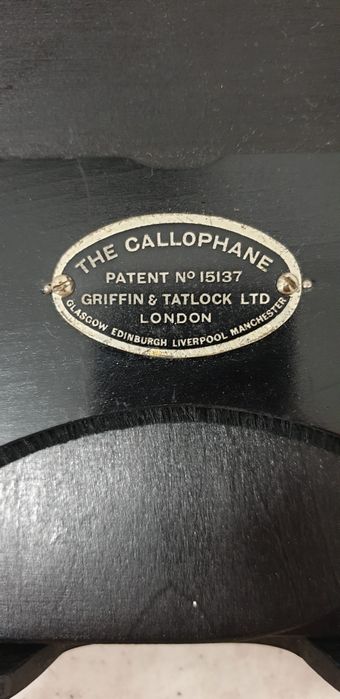 THE CALLOPHANE
PATENT No 15137
GRIFFIN & TATLOCK LTD
LONDON
GLASGOW EDINBURGH LIVERPOOL MANCHESTER